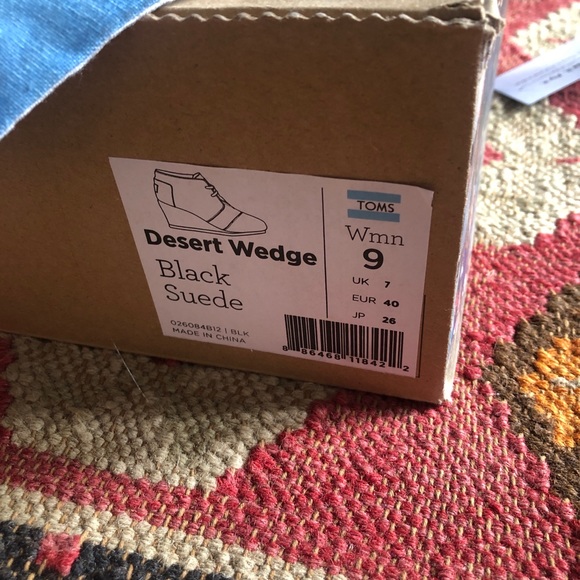 Desert Wedge
Black
Suede
026084B12 | BLK
MADE IN CHINA
TOMS
Wmn
9
UK 7
EUR 40
JP 26
8 86468 11842 2